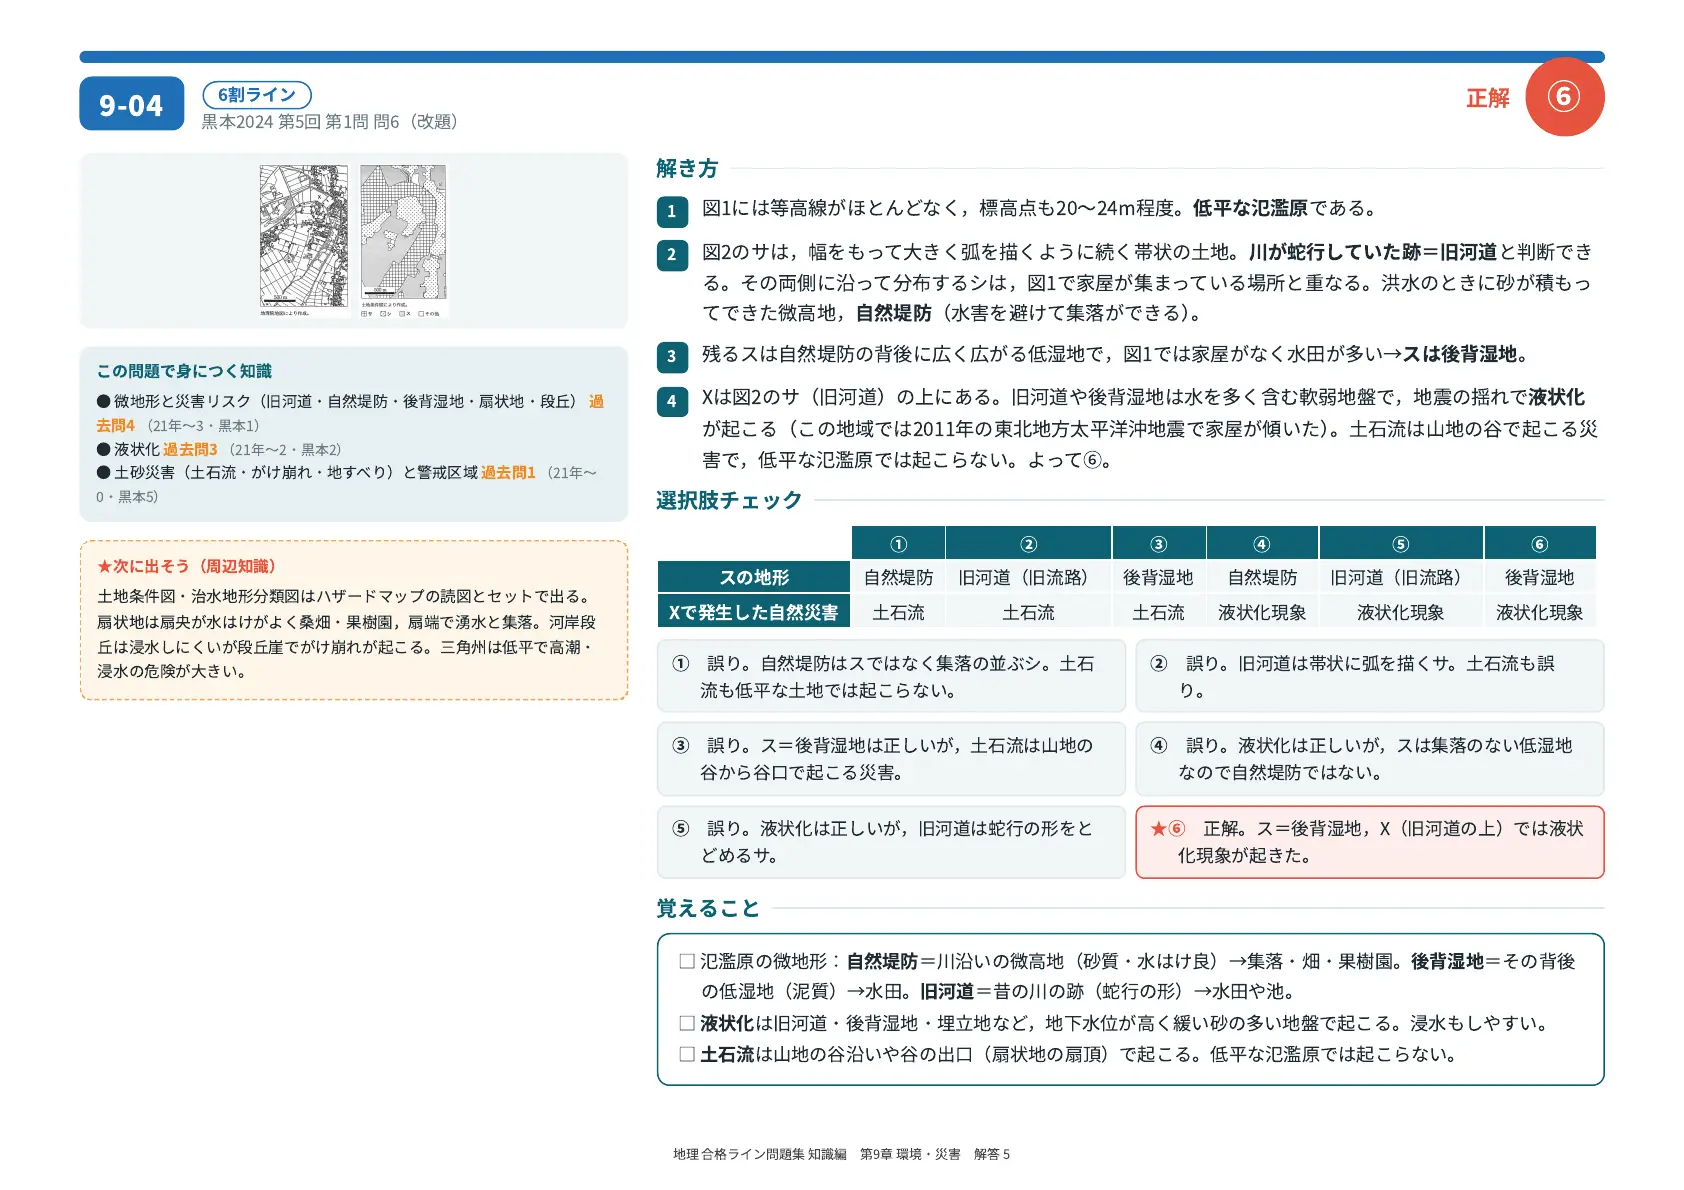 9-04
6割ライン
黒本2024 第5回 第1問 問6（改題）
正解 ⑥
500 m
地理院地図により作成。
500 m
土地条件図により作成。
サ シ ス その他
この問題で身につく知識
● 微地形と災害リスク（旧河道・自然堤防・後背湿地・扇状地・段丘） 過
去問4 （21年〜3・黒本1）
● 液状化 過去問3 （21年〜2・黒本2）
● 土砂災害（土石流・がけ崩れ・地すべり）と警戒区域 過去問1 （21年〜
0・黒本5）
★次に出そう（周辺知識）
土地条件図・治水地形分類図はハザードマップの読図とセットで出る。
扇状地は扇央が水はけがよく桑畑・果樹園，扇端で湧水と集落。河岸段
丘は浸水しにくいが段丘崖でがけ崩れが起こる。三角州は低平で高潮・
浸水の危険が大きい。
解き方
1 図1には等高線がほとんどなく，標高点も20〜24m程度。低平な氾濫原である。
2 図2のサは，幅をもって大きく弧を描くように続く帯状の土地。川が蛇行していた跡＝旧河道と判断でき
る。その両側に沿って分布するシは，図1で家屋が集まっている場所と重なる。洪水のときに砂が積もっ
てできた微高地，自然堤防（水害を避けて集落ができる）。
3 残るスは自然堤防の背後に広く広がる低湿地で，図1では家屋がなく水田が多い→スは後背湿地。
4 Xは図2のサ（旧河道）の上にある。旧河道や後背湿地は水を多く含む軟弱地盤で，地震の揺れで液状化
が起こる（この地域では2011年の東北地方太平洋沖地震で家屋が傾いた）。土石流は山地の谷で起こる災
害で，低平な氾濫原では起こらない。よって⑥。
選択肢チェック
① ② ③ ④ ⑤ ⑥
スの地形 自然堤防 旧河道（旧流路） 後背湿地 自然堤防 旧河道（旧流路） 後背湿地
Xで発生した自然災害 土石流 土石流 土石流 液状化現象 液状化現象 液状化現象
① 誤り。自然堤防はスではなく集落の並ぶシ。土石
流も低平な土地では起こらない。
② 誤り。旧河道は帯状に弧を描くサ。土石流も誤
り。
③ 誤り。ス＝後背湿地は正しいが，土石流は山地の
谷から谷口で起こる災害。
④ 誤り。液状化は正しいが，スは集落のない低湿地
なので自然堤防ではない。
⑤ 誤り。液状化は正しいが，旧河道は蛇行の形をと
どめるサ。
★⑥ 正解。ス＝後背湿地，X（旧河道の上）では液状
化現象が起きた。
覚えること
□ 氾濫原の微地形：自然堤防＝川沿いの微高地（砂質・水はけ良）→集落・畑・果樹園。後背湿地＝その背後
の低湿地（泥質）→水田。旧河道＝昔の川の跡（蛇行の形）→水田や池。
□ 液状化は旧河道・後背湿地・埋立地など，地下水位が高く緩い砂の多い地盤で起こる。浸水もしやすい。
□ 土石流は山地の谷沿いや谷の出口（扇状地の扇頂）で起こる。低平な氾濫原では起こらない。
地理 合格ライン問題集 知識編 第9章 環境・災害 解答 5